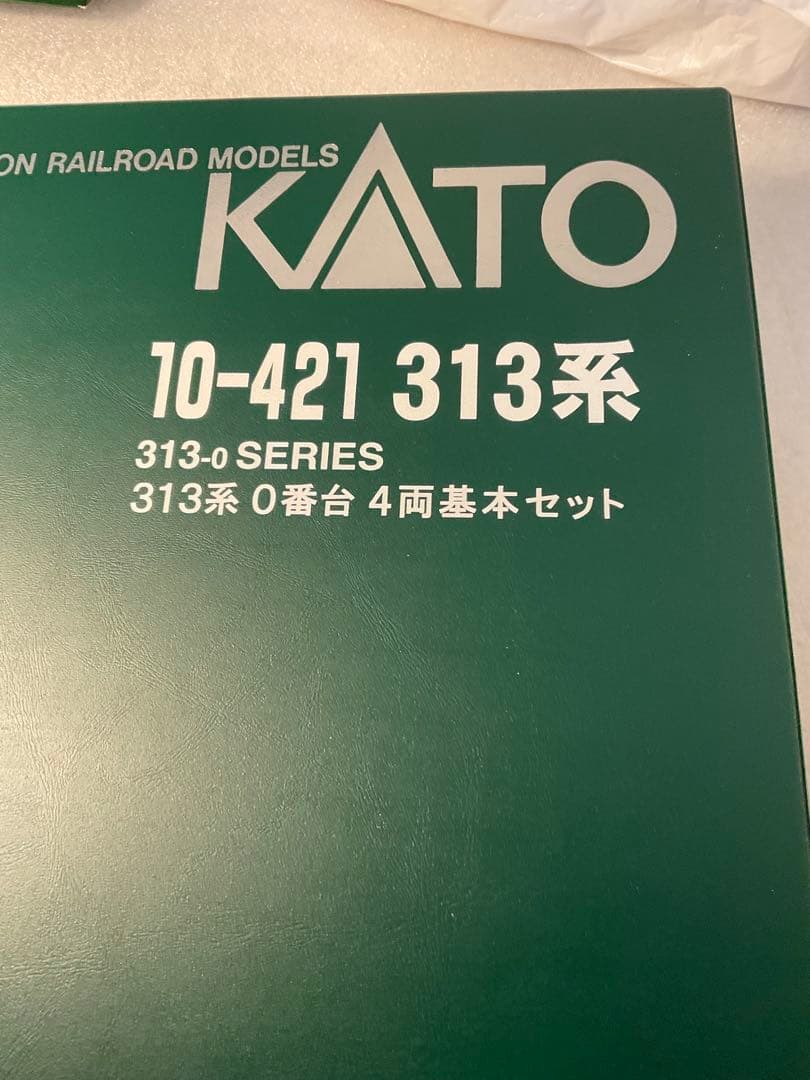 ON RAILROAD MODELS
KATO
10-421 313系
313-0 SERIES
313系 0番台 4両基本セット